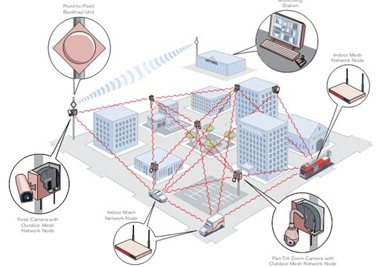 Point-to-Point
Backhaul Unit
Monitoring
Station
Indoor Mesh
Network Node
Fixed Camera with
Outdoor Mesh
Network Node
Indoor Mesh
Network Node
Pan-Tilt-Zoom Camera with
Outdoor Mesh Network Node